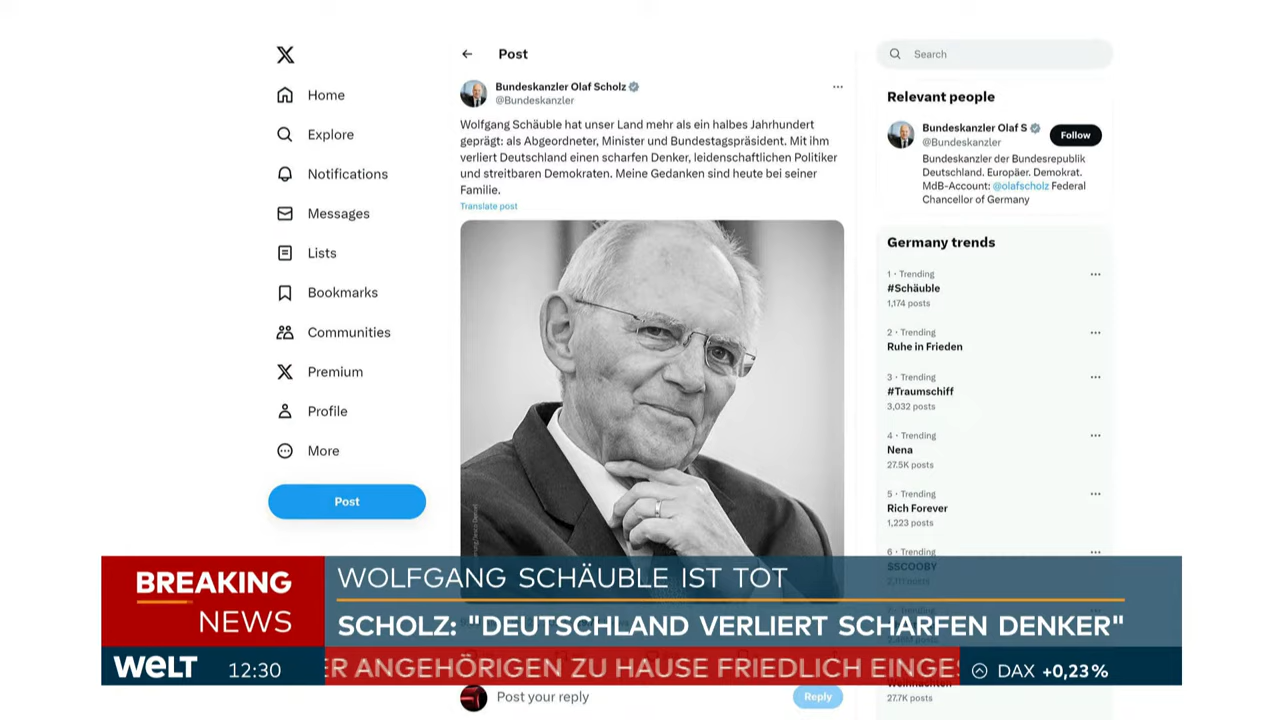 Home
Explore
Notifications
Messages
Lists
Bookmarks
Communities
Premium
Profile
More
Post
Post
Bundeskanzler Olaf Scholz
@Bundeskanzler
Wolfgang Schäuble hat unser Land mehr als ein halbes Jahrhundert
geprägt: als Abgeordneter, Minister und Bundestagspräsident. Mit ihm
verliert Deutschland einen scharfen Denker, leidenschaftlichen Politiker
und streitbaren Demokraten. Meine Gedanken sind heute bei seiner
Familie.
Translate post
Post your reply
Reply
Search
Relevant people
Bundeskanzler Olaf S
@Bundeskanzler
Follow
Bundeskanzler der Bundesrepublik
Deutschland. Europäer. Demokrat.
MdB-Account: @olafscholz Federal
Chancellor of Germany
Germany trends
1 · Trending
#Schäuble
1,174 posts
2 · Trending
Ruhe in Frieden
3 · Trending
#Traumschiff
3,032 posts
4 · Trending
Nena
27.5K posts
5 · Trending
Rich Forever
1,223 posts
6 · Trending
$SCOOBY
27.7K posts
BREAKING
NEWS
WOLFGANG SCHÄUBLE IST TOT
SCHOLZ: "DEUTSCHLAND VERLIERT SCHARFEN DENKER"
WELT
12:30
ER ANGEHÖRIGEN ZU HAUSE FRIEDLICH EINGES
DAX +0,23%